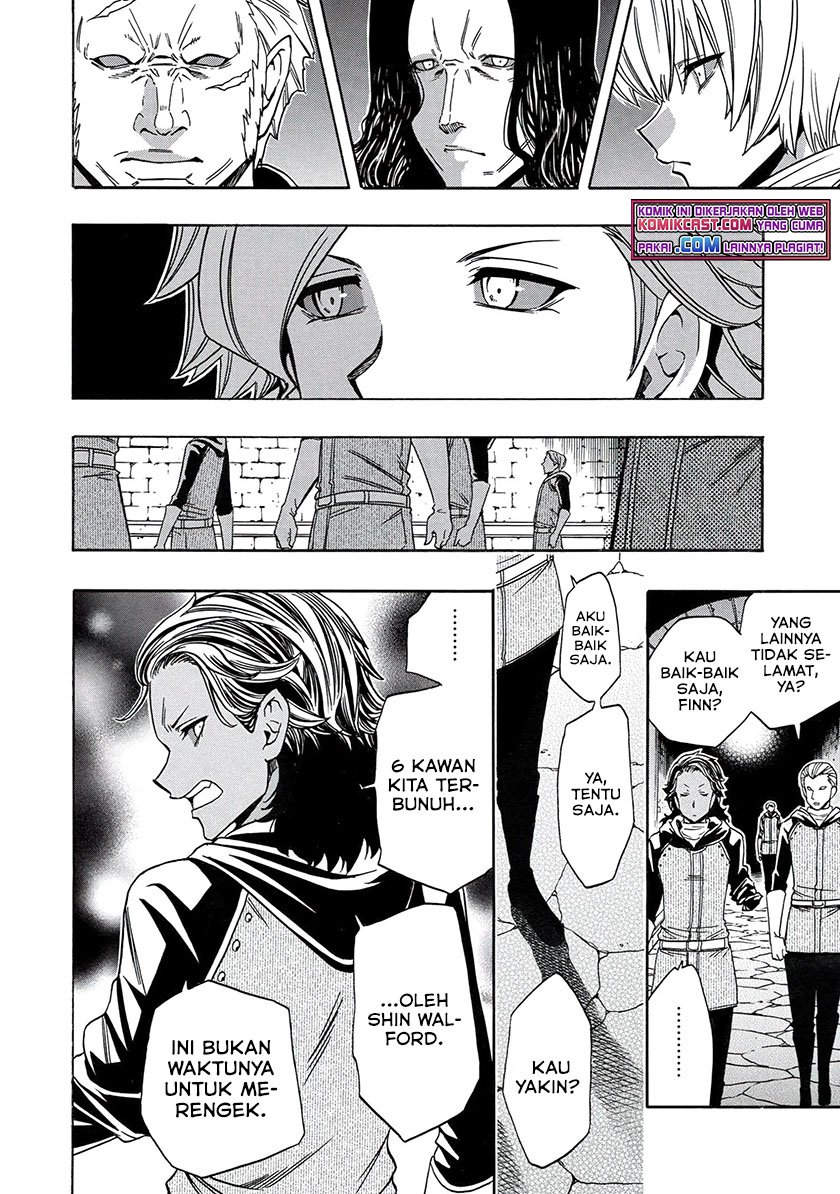 KOMIK INI DIKERJAKAN OLEH WEB
KOMIKCAST.COM YANG CUMA
PAKAI .COM LAINNYA PLAGIAT!
YANG
LAINNYA
TIDAK SE-
LAMAT,
YA?
KAU
BAIK-BAIK
SAJA,
FINN?
........
AKU
BAIK-
BAIK
SAJA.
YA,
TENTU
SAJA.
KAU
YAKIN?
......
6 KAWAN
KITA TER-
BUNUH...
...OLEH
SHIN WAL-
FORD.
INI BUKAN
WAKTUNYA
UNTUK ME-
RENGEK.